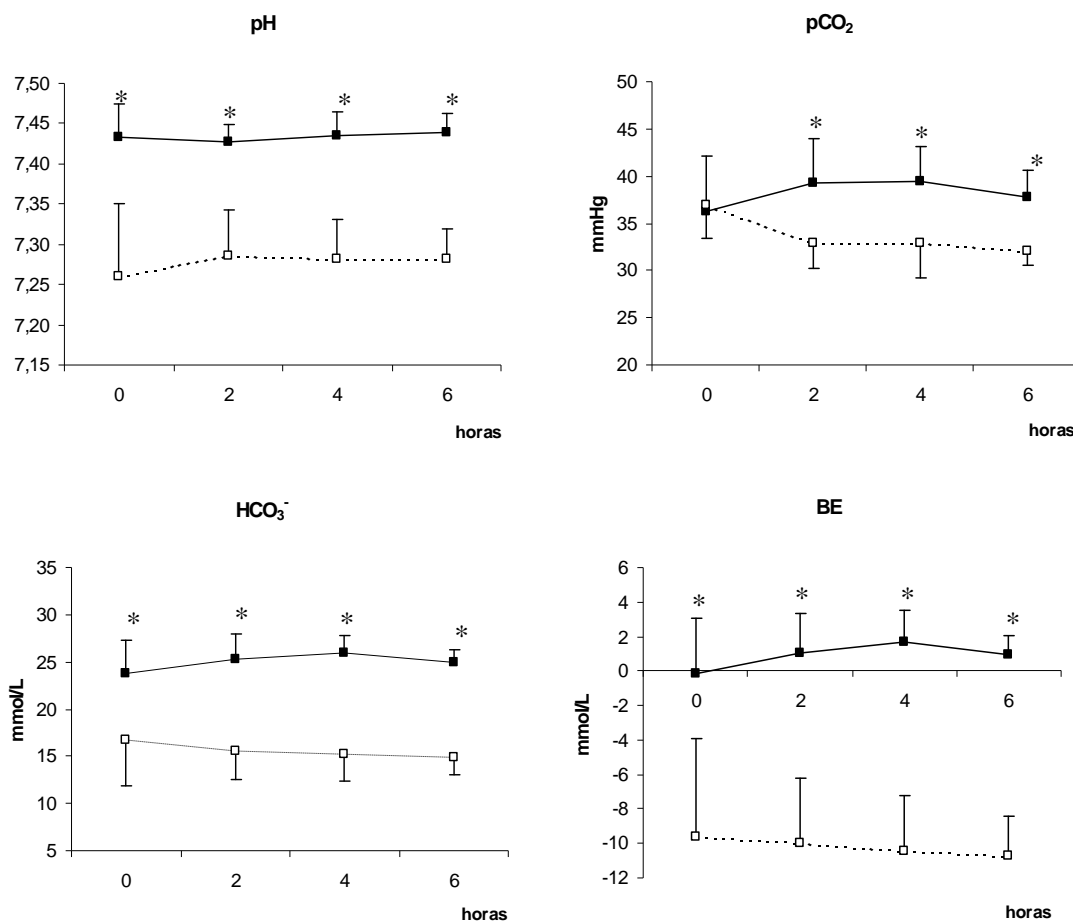 pH
7,50
7,45
7,40
7,35
7,30
7,25
7,20
7,15
* * * *
0 2 4 6
horas
pCO₂
mmHg
50
45
40
35
30
25
20
* * *
0 2 4 6
horas
HCO₃⁻
mmol/L
35
30
25
20
15
10
5
* * * *
0 2 4 6
horas
BE
mmol/L
6
4
2
0
-2
-4
-6
-8
-10
-12
* * * *
0 2 4 6
horas